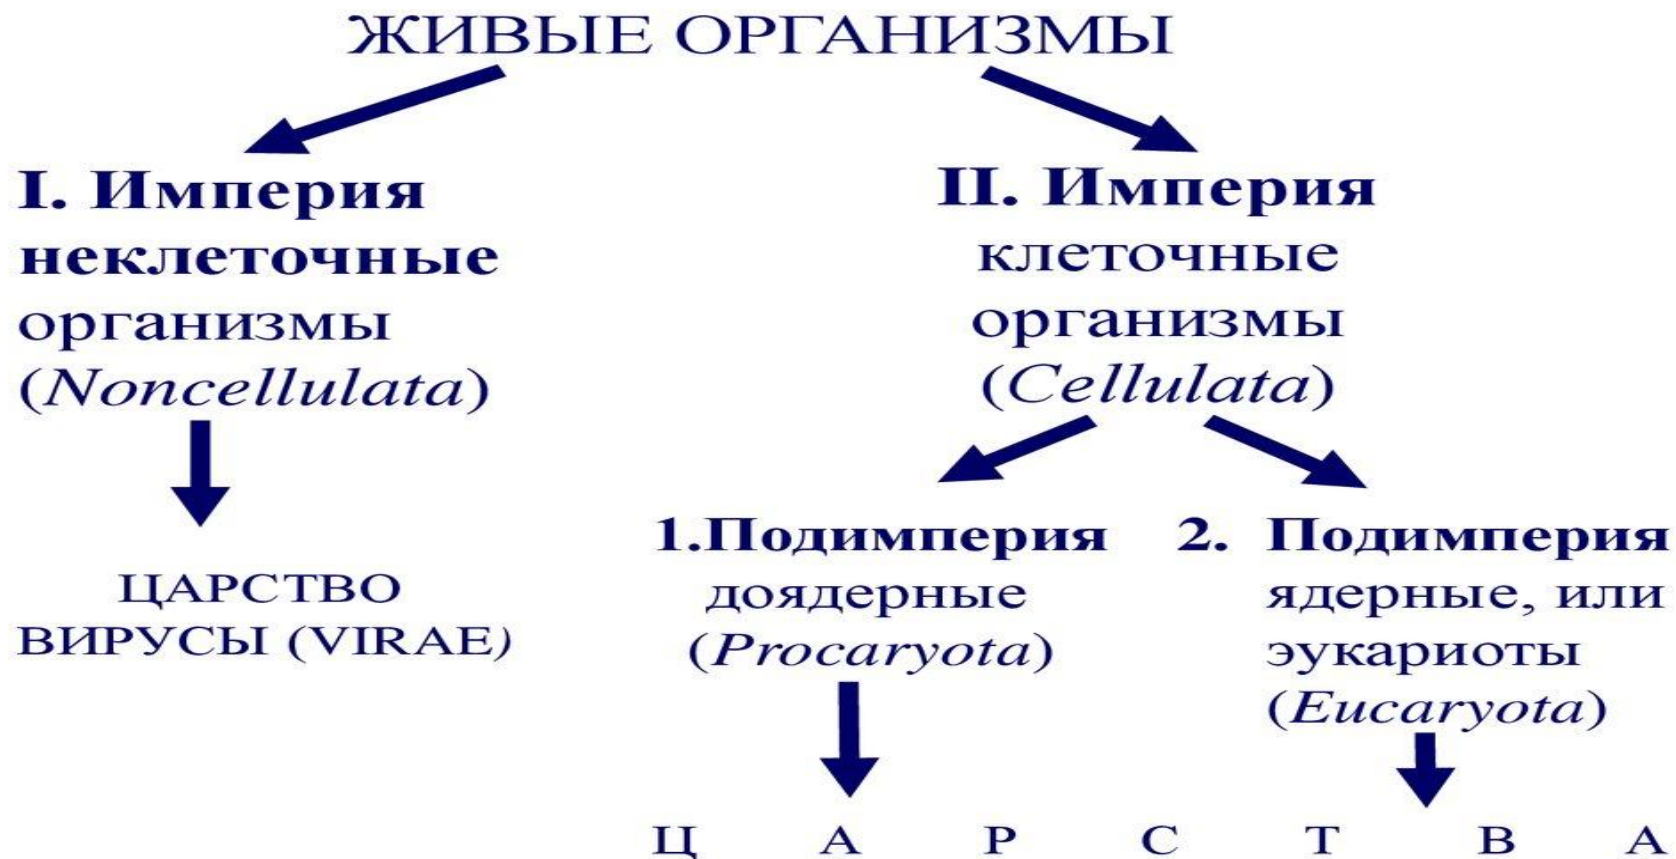 ЖИВЫЕ ОРГАНИЗМЫ
I. Империя
неклеточные
организмы
(Noncellulata)
ЦАРСТВО
ВИРУСЫ (VIRAE)
II. Империя
клеточные
организмы
(Cellulata)
1.Подимперия
доядерные
(Procaryota)
2. Подимперия
ядерные, или
эукариоты
(Eucaryota)
Ц А Р С Т В А